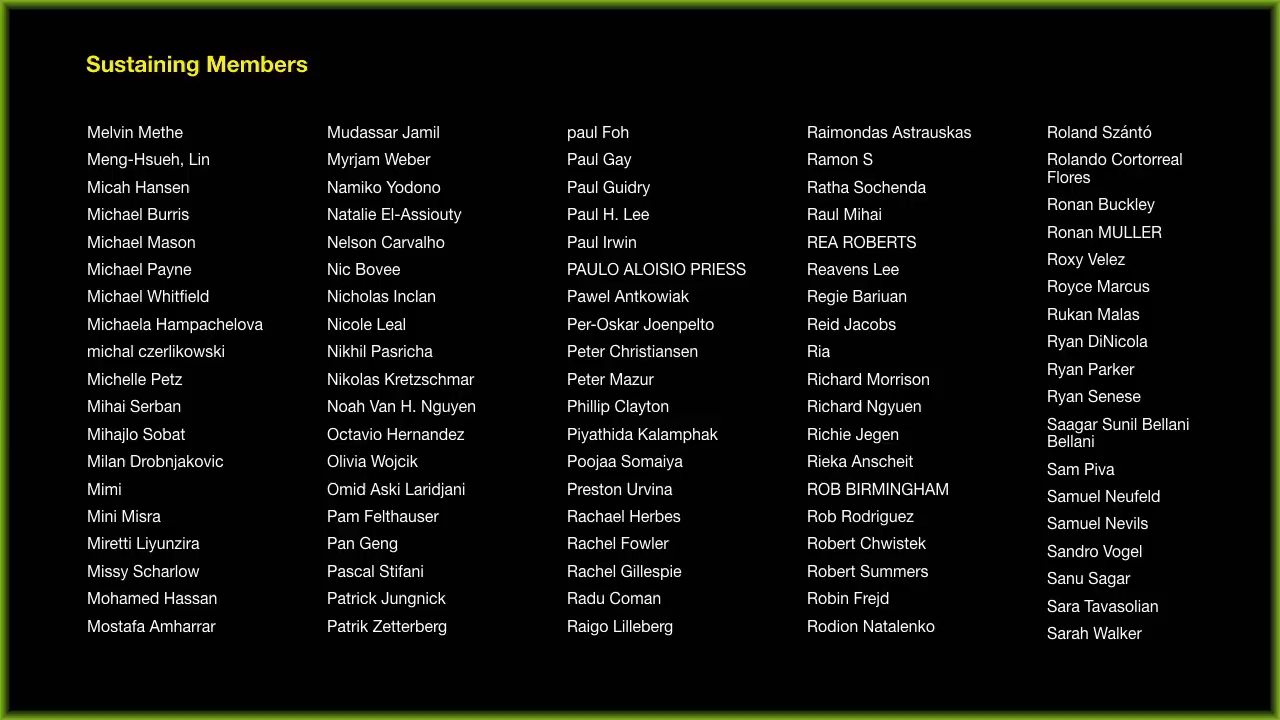 Sustaining Members
Melvin Methe
Meng-Hsueh, Lin
Micah Hansen
Michael Burris
Michael Mason
Michael Payne
Michael Whitfield
Michaela Hampachelova
michal czerlikowski
Michelle Petz
Mihai Serban
Mihajlo Sobat
Milan Drobnjakovic
Mimi
Mini Misra
Miretti Liyunzira
Missy Scharlow
Mohamed Hassan
Mostafa Amharrar
Mudassar Jamil
Myrjam Weber
Namiko Yodono
Natalie El-Assiouty
Nelson Carvalho
Nic Bovee
Nicholas Inclan
Nicole Leal
Nikhil Pasricha
Nikolas Kretzschmar
Noah Van H. Nguyen
Octavio Hernandez
Olivia Wojcik
Omid Aski Laridjani
Pam Felthauser
Pan Geng
Pascal Stifani
Patrick Jungnick
Patrik Zetterberg
paul Foh
Paul Gay
Paul Guidry
Paul H. Lee
Paul Irwin
PAULO ALOISIO PRIESS
Pawel Antkowiak
Per-Oskar Joenpelto
Peter Christiansen
Peter Mazur
Phillip Clayton
Piyathida Kalamphak
Poojaa Somaiya
Preston Urvina
Rachael Herbes
Rachel Fowler
Rachel Gillespie
Radu Coman
Raigo Lilleberg
Raimondas Astrauskas
Ramon S
Ratha Sochenda
Raul Mihai
REA ROBERTS
Reavens Lee
Regie Bariuan
Reid Jacobs
Ria
Richard Morrison
Richard Ngyuen
Richie Jegen
Rieka Anscheit
ROB BIRMINGHAM
Rob Rodriguez
Robert Chwistek
Robert Summers
Robin Frejd
Rodion Natalenko
Roland Szántó
Rolando Cortorreal
Flores
Ronan Buckley
Ronan MULLER
Roxy Velez
Royce Marcus
Rukan Malas
Ryan DiNicola
Ryan Parker
Ryan Senese
Saagar Sunil Bellani
Bellani
Sam Piva
Samuel Neufeld
Samuel Nevils
Sandro Vogel
Sanu Sagar
Sara Tavasolian
Sarah Walker